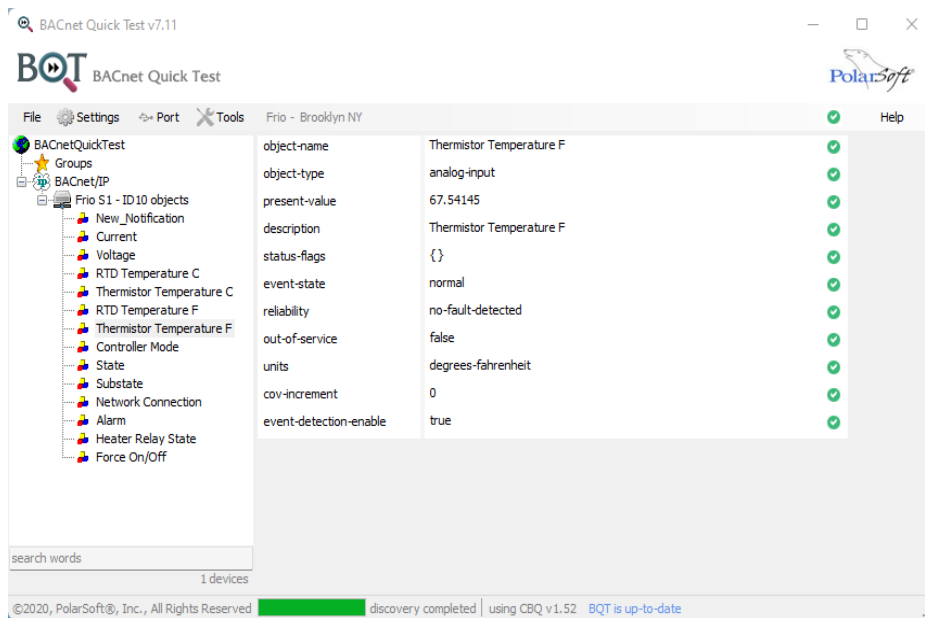 BACnet Quick Test v7.11
BQT BACnet Quick Test
PolarSoft®
File Settings Port Tools Frio - Brooklyn NY Help
BACnetQuickTest
Groups
BACnet/IP
Frio S1 - ID10 objects
New_Notification
Current
Voltage
RTD Temperature C
Thermistor Temperature C
RTD Temperature F
Thermistor Temperature F
Controller Mode
State
Substate
Network Connection
Alarm
Heater Relay State
Force On/Off
search words
1 devices
object-name Thermistor Temperature F
object-type analog-input
present-value 67.54145
description Thermistor Temperature F
status-flags {}
event-state normal
reliability no-fault-detected
out-of-service false
units degrees-fahrenheit
cov-increment 0
event-detection-enable true
©2020, PolarSoft®, Inc., All Rights Reserved discovery completed using CBQ v1.52 BQT is up-to-date